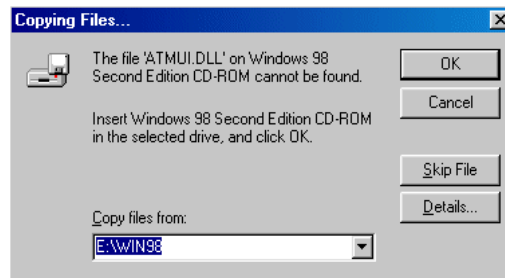 Copying Files...
The file 'ATMUI.DLL' on Windows 98
Second Edition CD-ROM cannot be found.
Insert Windows 98 Second Edition CD-ROM
in the selected drive, and click OK.
OK
Cancel
Skip File
Details...
Copy files from:
E:\WIN98